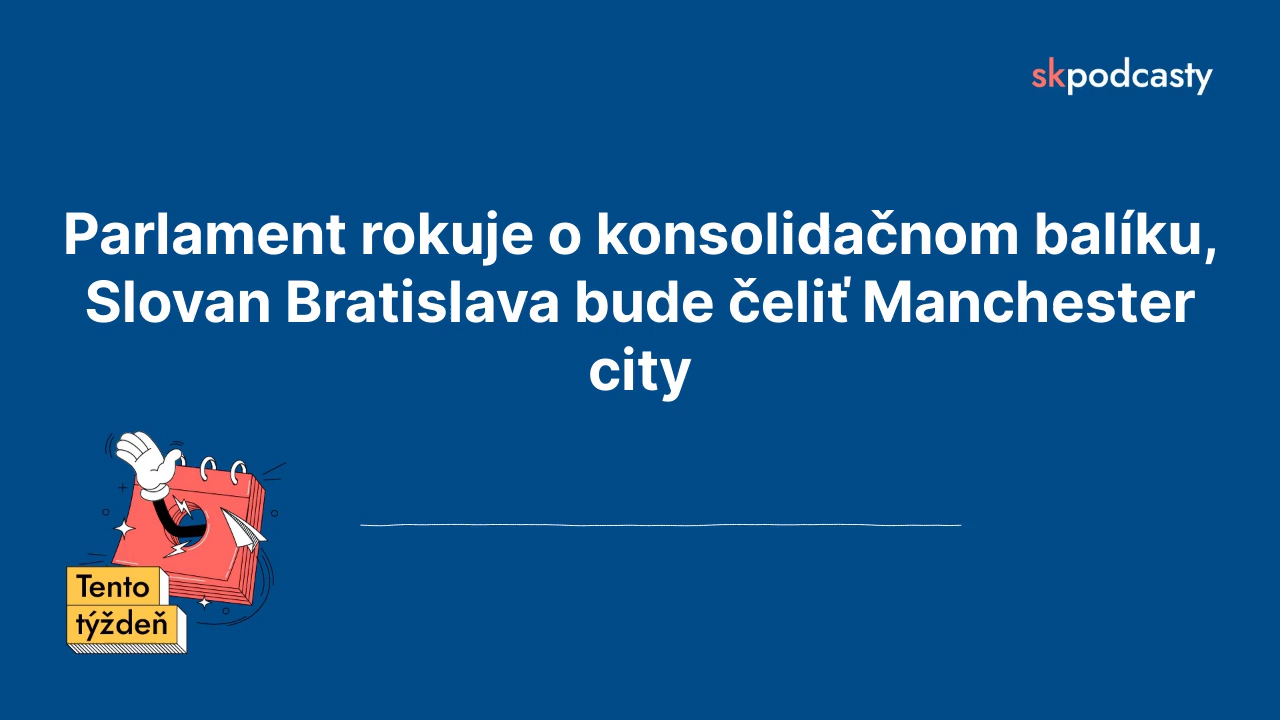 skpodcasty
Parlament rokuje o konsolidačnom balíku,
Slovan Bratislava bude čeliť Manchester
city
Tento
týždeň